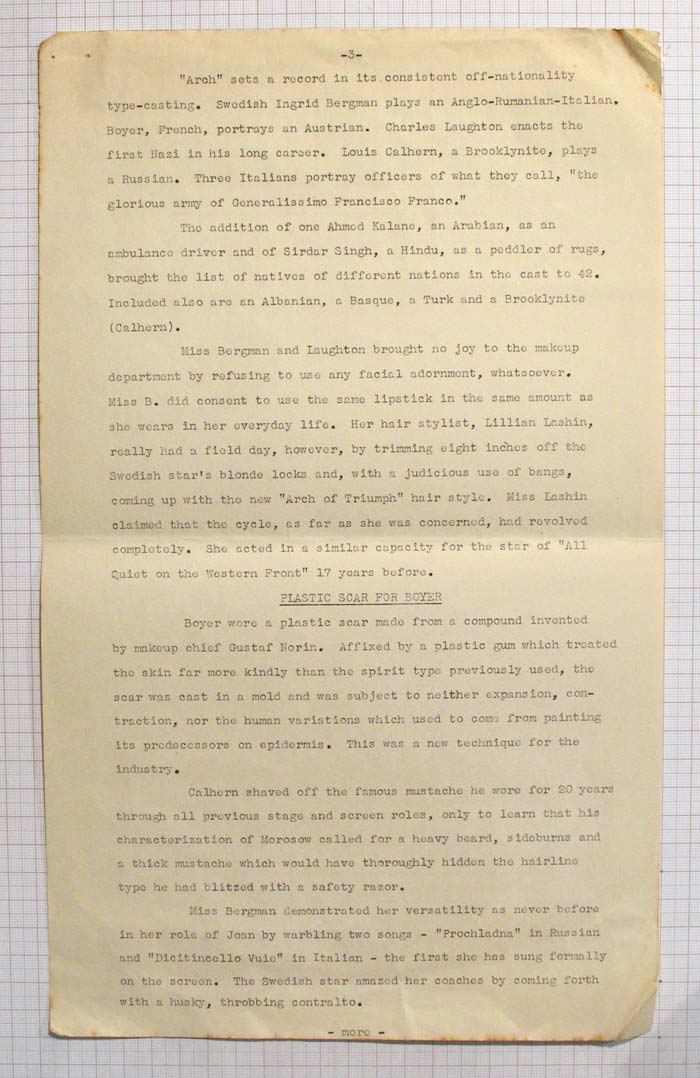 -3-
"Arch" sets a record in its consistent off-nationality
type-casting. Swedish Ingrid Bergman plays an Anglo-Rumanian-Italian.
Boyer, French, portrays an Austrian. Charles Laughton enacts the
first Nazi in his long career. Louis Calhern, a Brooklynite, plays
a Russian. Three Italians portray officers of what they call, "the
glorious army of Generalissimo Francisco Franco."
The addition of one Ahmed Kalane, an Arabian, as an
ambulance driver and of Sirdar Singh, a Hindu, as a peddler of rugs,
brought the list of natives of different nations in the cast to 42.
Included also are an Albanian, a Basque, a Turk and a Brooklynite
(Calhern).
Miss Bergman and Laughton brought no joy to the makeup
department by refusing to use any facial adornment, whatsoever.
Miss B. did consent to use the same lipstick in the same amount as
she wears in her everyday life. Her hair stylist, Lillian Lashin,
really had a field day, however, by trimming eight inches off the
Swedish star's blonde locks and, with a judicious use of bangs,
coming up with the new "Arch of Triumph" hair style. Miss Lashin
claimed that the cycle, as far as she was concerned, had revolved
completely. She acted in a similar capacity for the star of "All
Quiet on the Western Front" 17 years before.
PLASTIC SCAR FOR BOYER
Boyer wore a plastic scar made from a compound invented
by makeup chief Gustaf Norin. Affixed by a plastic gum which treated
the skin far more kindly than the spirit type previously used, the
scar was cast in a mold and was subject to neither expansion, con-
traction, nor the human variations which used to come from painting
its predecessors on epidermis. This was a new technique for the
industry.
Calhern shaved off the famous mustache he wore for 20 years
through all previous stage and screen roles, only to learn that his
characterization of Morosow called for a heavy beard, sideburns and
a thick mustache which would have thoroughly hidden the hairline
type he had blitzed with a safety razor.
Miss Bergman demonstrated her versatility as never before
in her role of Joan by warbling two songs - "Prochladna" in Russian
and "Dicitincello Vuie" in Italian - the first she has sung formally
on the screen. The Swedish star amazed her coaches by coming forth
with a husky, throbbing contralto.
- more -